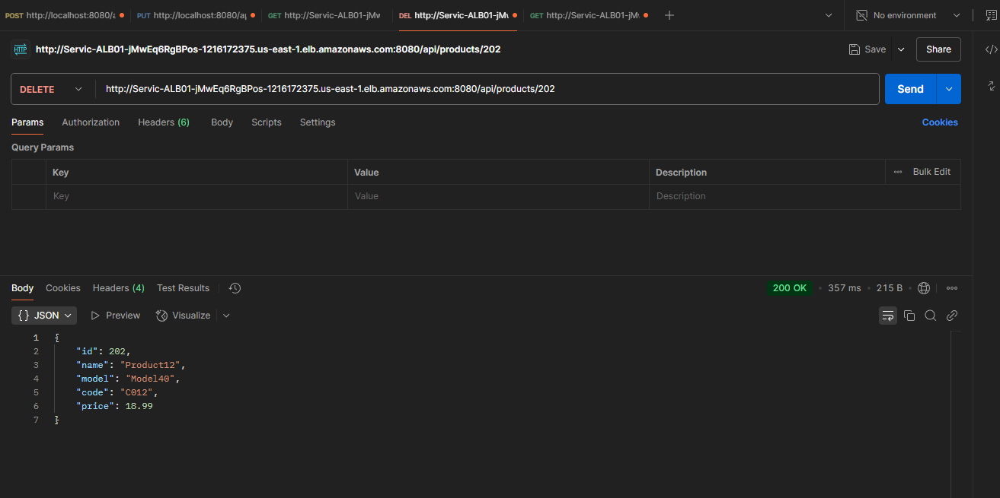 POST http://localhost:8080/a
PUT http://localhost:8080/ap
GET http://Servic-ALB01-jMw
DEL http://Servic-ALB01-jMw
GET http://Servic-ALB01-jMw
No environment
HTTP
http://Servic-ALB01-jMwEq6RgBPos-1216172375.us-east-1.elb.amazonaws.com:8080/api/products/202
Save
Share
DELETE
http://Servic-ALB01-jMwEq6RgBPos-1216172375.us-east-1.elb.amazonaws.com:8080/api/products/202
Send
Params Authorization Headers (6) Body Scripts Settings
Cookies
Query Params
Key Value Description Bulk Edit
Key Value Description
Body Cookies Headers (4) Test Results
200 OK • 357 ms • 215 B •
{} JSON Preview Visualize
1 {
2 "id": 202,
3 "name": "Product12",
4 "model": "Model40",
5 "code": "C012",
6 "price": 18.99
7 }